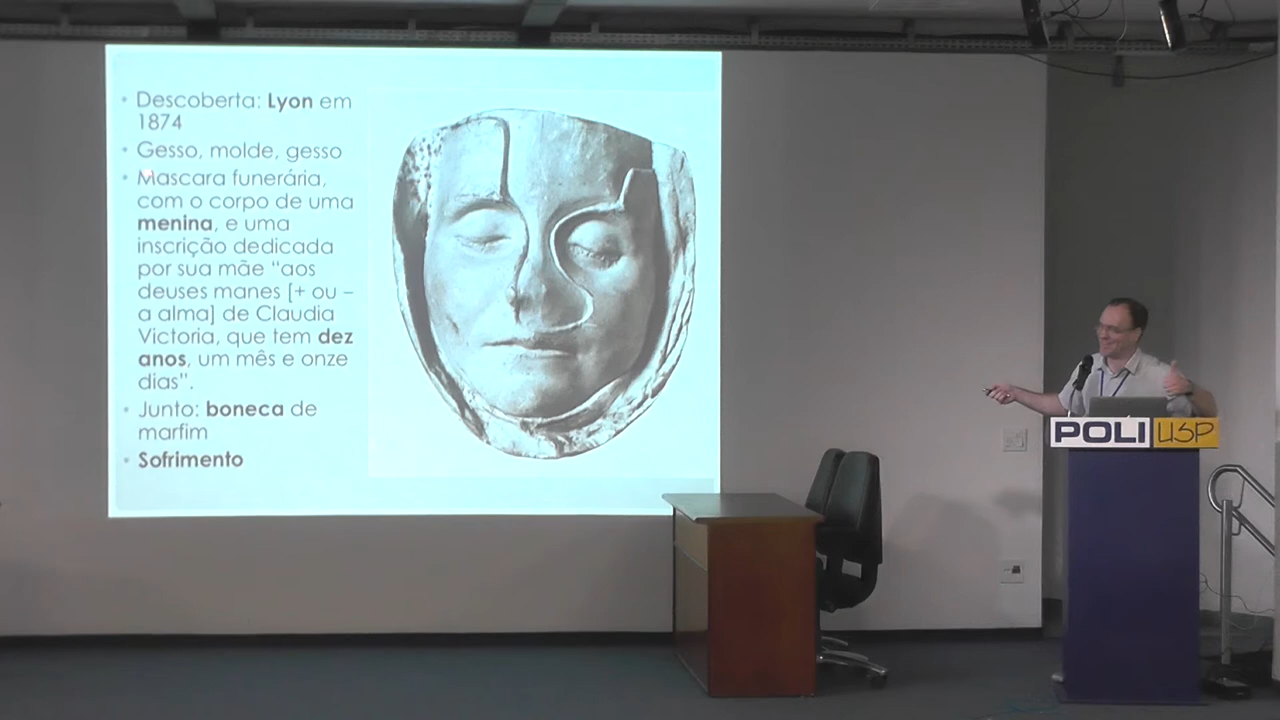 Descoberta: Lyon em
1874
Gesso, molde, gesso
Mascara funerária,
com o corpo de uma
menina, e uma
inscrição dedicada
por sua mãe “aos
deuses manes [+ ou –
a alma] de Claudia
Victoria, que tem dez
anos, um mês e onze
dias”.
Junto: boneca de
marfim
Sofrimento
POLI USP